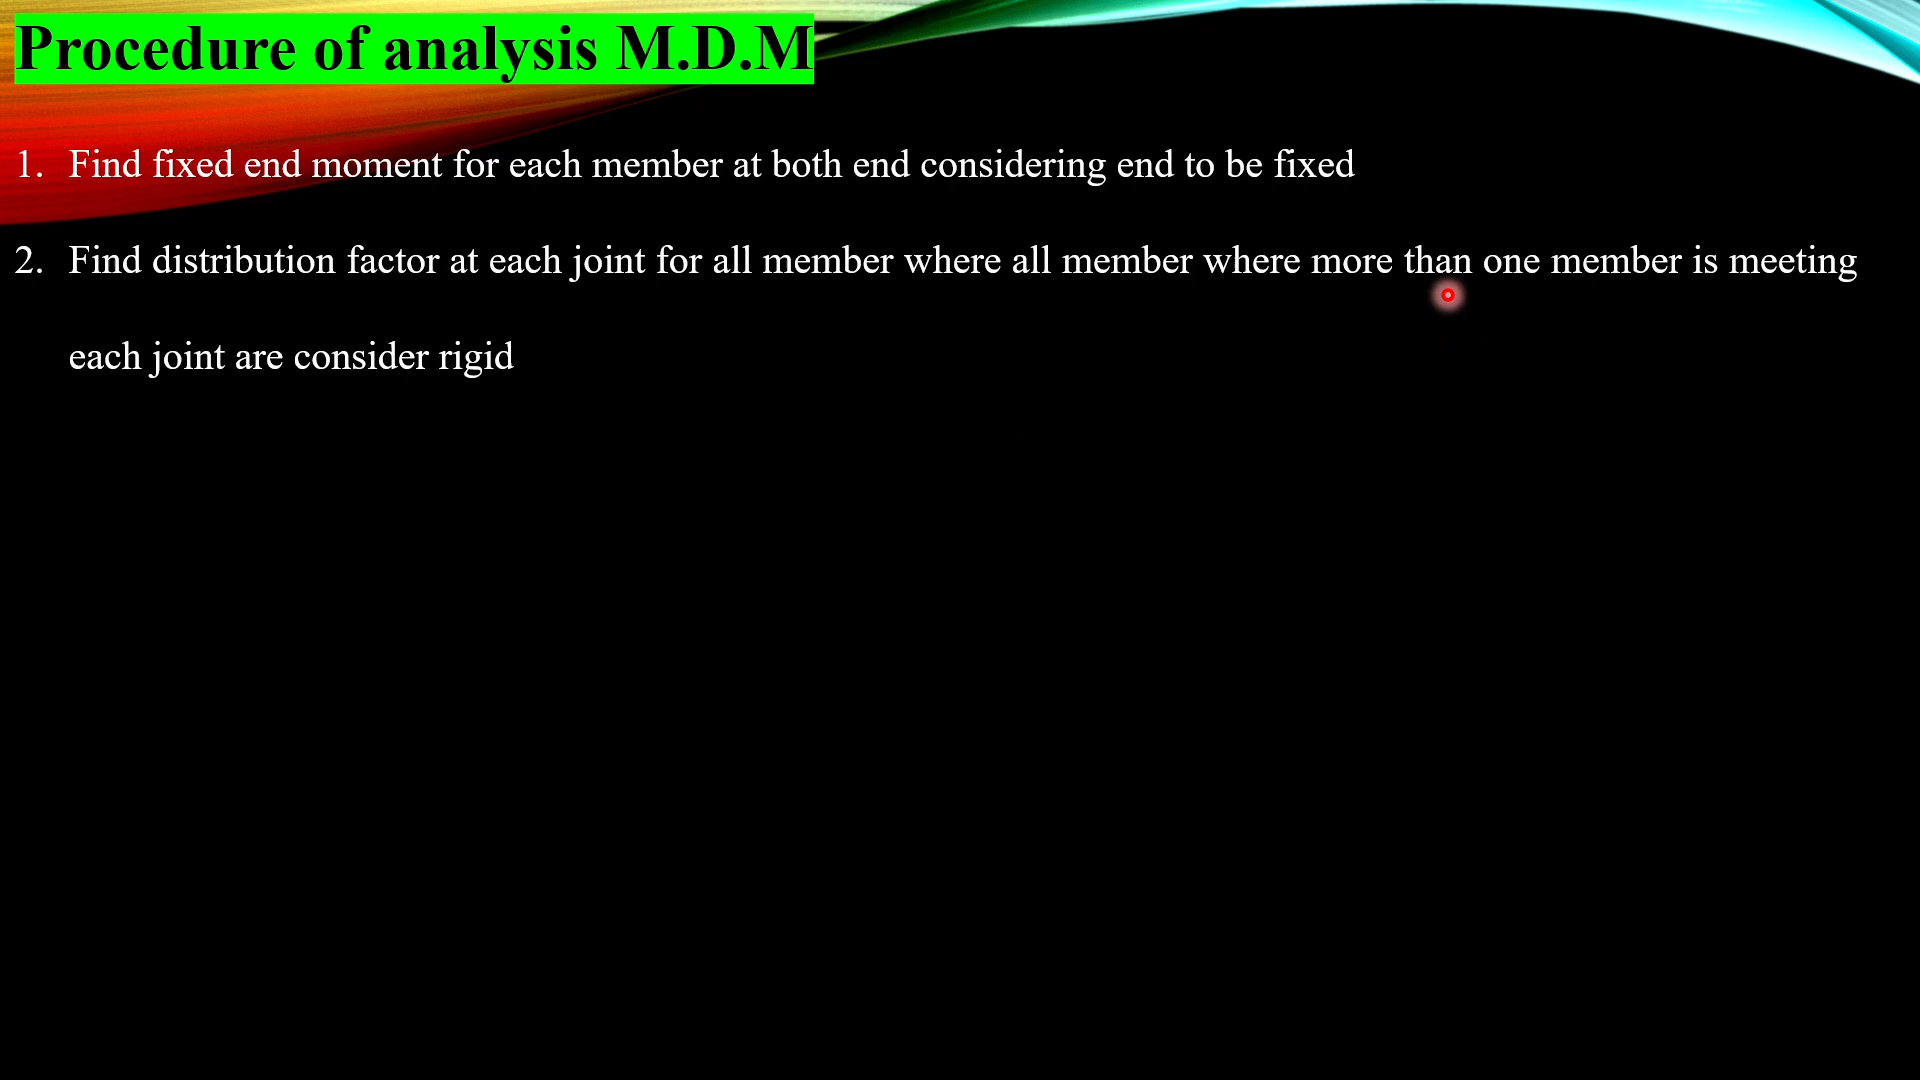 Procedure of analysis M.D.M
1. Find fixed end moment for each member at both end considering end to be fixed
2. Find distribution factor at each joint for all member where all member where more than one member is meeting
each joint are consider rigid